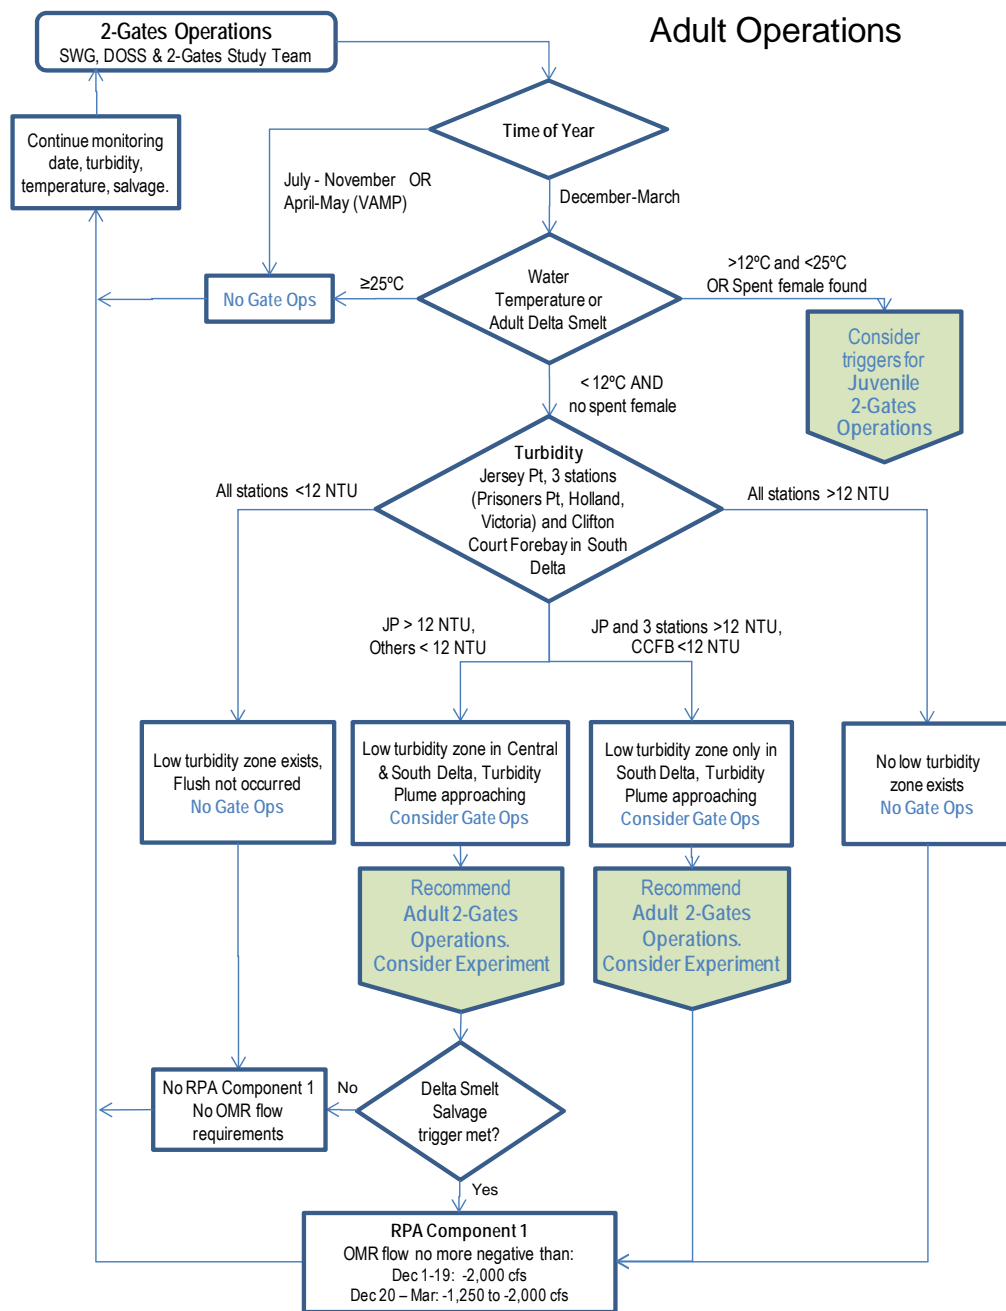 Adult Operations
2-Gates Operations
SWG, DOSS & 2-Gates Study Team
Continue monitoring
date, turbidity,
temperature, salvage.
Time of Year
July - November OR
April-May (VAMP)
December-March
No Gate Ops
≥25ºC
Water
Temperature or
Adult Delta Smelt
>12ºC and <25ºC
OR Spent female found
Consider
triggers for
Juvenile
2-Gates
Operations
< 12ºC AND
no spent female
Turbidity
Jersey Pt, 3 stations
(Prisoners Pt, Holland,
Victoria) and Clifton
Court Forebay in South
Delta
All stations <12 NTU
All stations >12 NTU
JP > 12 NTU,
Others < 12 NTU
JP and 3 stations >12 NTU,
CCFB <12 NTU
Low turbidity zone exists,
Flush not occurred
No Gate Ops
Low turbidity zone in Central
& South Delta, Turbidity
Plume approaching
Consider Gate Ops
Low turbidity zone only in
South Delta, Turbidity
Plume approaching
Consider Gate Ops
No low turbidity
zone exists
No Gate Ops
Recommend
Adult 2-Gates
Operations.
Consider Experiment
Recommend
Adult 2-Gates
Operations.
Consider Experiment
No RPA Component 1
No OMR flow
requirements
No
Delta Smelt
Salvage
trigger met?
Yes
RPA Component 1
OMR flow no more negative than:
Dec 1-19: -2,000 cfs
Dec 20 – Mar: -1,250 to -2,000 cfs